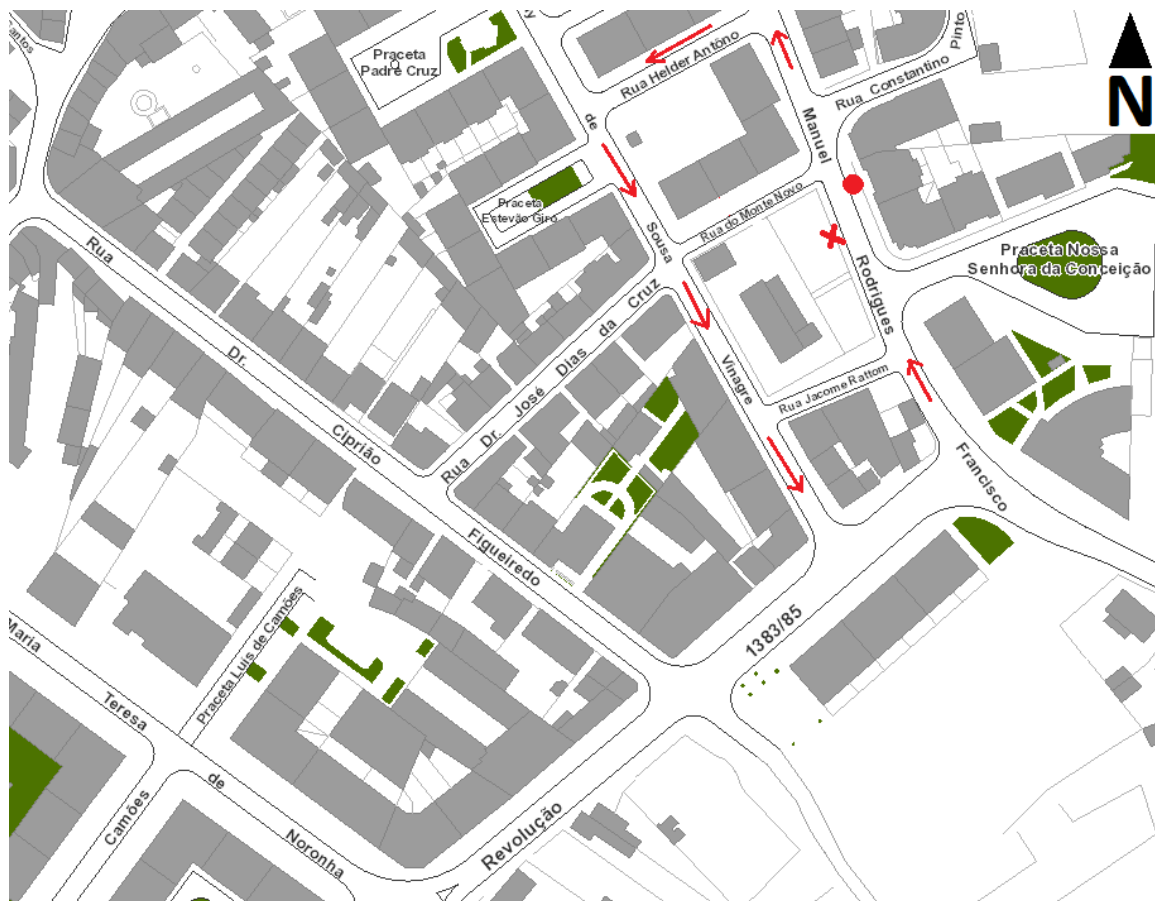 Praceta
Padre Cruz
Rua Helder Antóno
Pinto
Rua Constantino
N
de
Manuel
Praceta
Estevão Giro
Rua do Monte Novo
Sousa
Rua
Praceta Nossa
Senhora da Conceição
Rodrigues
Rua Dr. José Dias da Cruz
Dr.
Vinagre
Rua Jacome Rattom
Ciprião
Francisco
Figueiredo
1383/85
Praceta Luis de Camões
Maria
Teresa
de
Camões
Noronha
Revolução